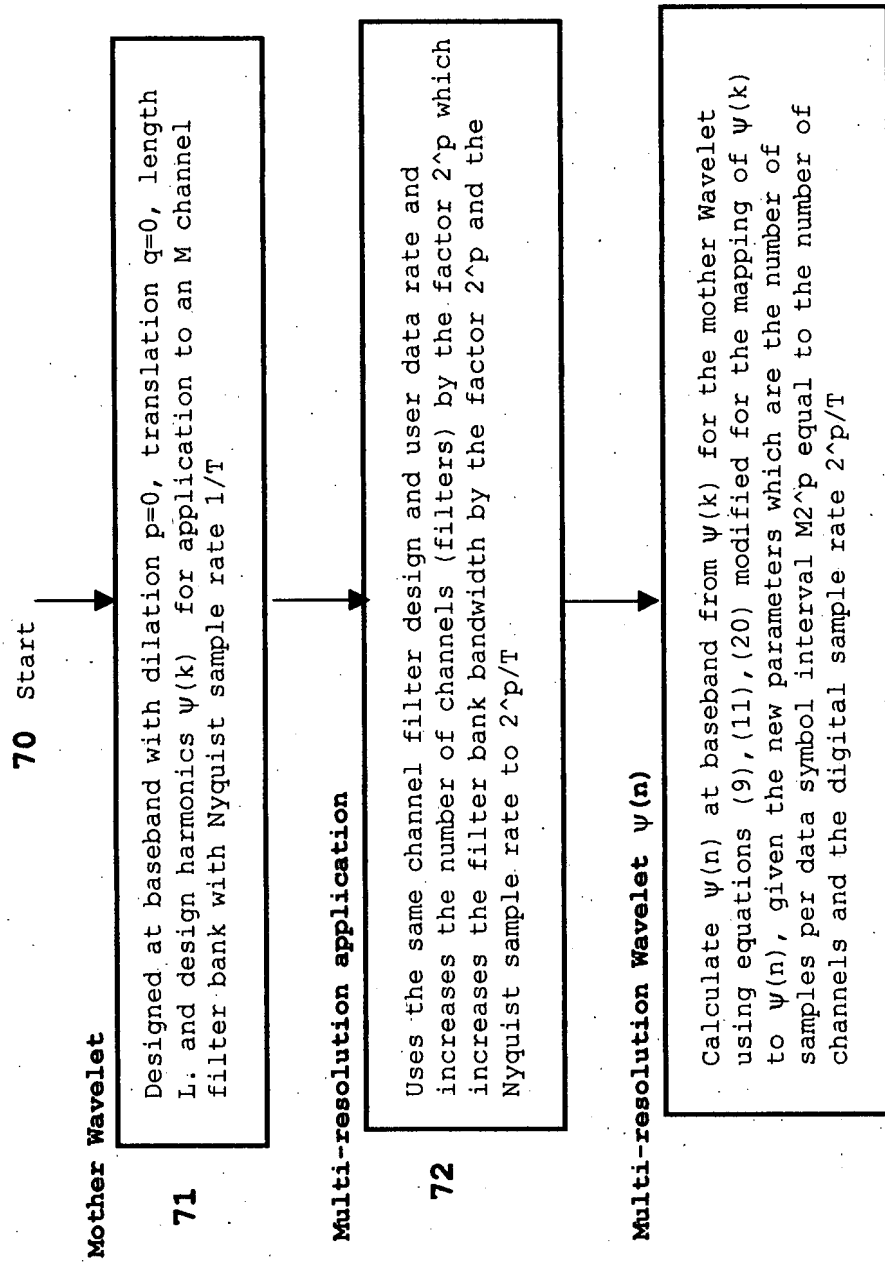 70 Start
Mother Wavelet
71
Designed at baseband with dilation p=0, translation q=0, length
L. and design harmonics ψ(k) for application to an M channel
filter bank with Nyquist sample rate 1/T
Multi-resolution application
72
Uses the same channel filter design and user data rate and
increases the number of channels (filters) by the factor 2^p which
increases the filter bank bandwidth by the factor 2^p and the
Nyquist sample rate to 2^p/T
Multi-resolution Wavelet ψ(n)
Calculate ψ(n) at baseband from ψ(k) for the mother Wavelet
using equations (9),(11),(20) modified for the mapping of ψ(k)
to ψ(n), given the new parameters which are the number of
samples per data symbol interval M2^p equal to the number of
channels and the digital sample rate 2^p/T